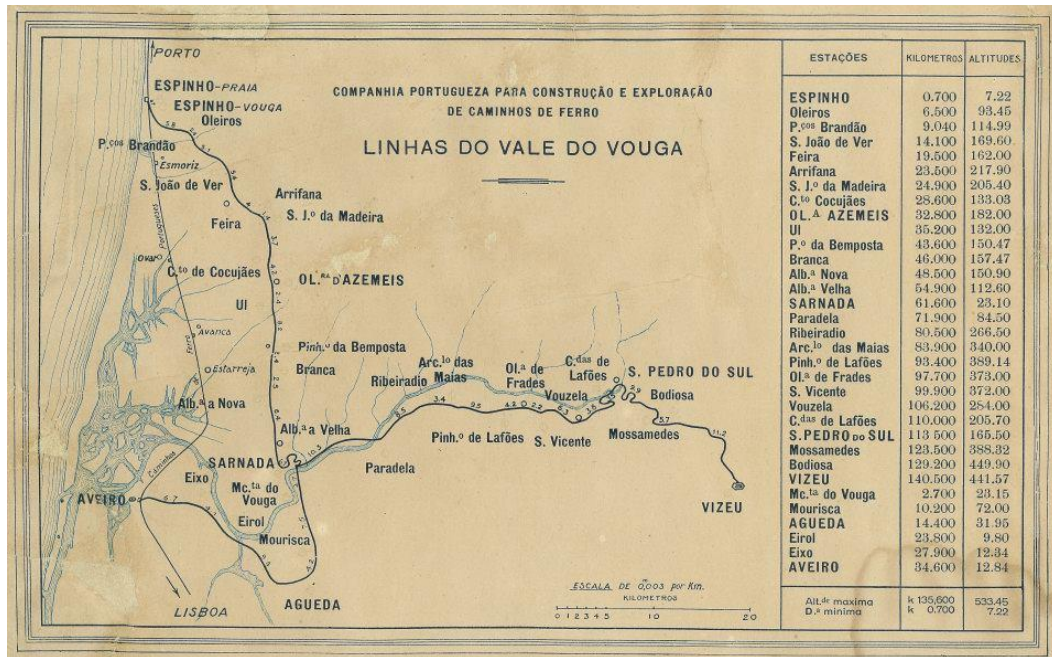 PORTO
ESPINHO-PRAIA
ESPINHO-VOUGA
Oleiros
P.ços Brandão
Esmoriz
S. João de Ver
Feira
Arrifana
S. J.º da Madeira
Ovar
C.to de Cocujães
OL.RA D'AZEMEIS
Ul
Avanca
Estarreja
Pinh.º da Bemposta
Branca
Alb.ª a Nova
Alb.ª a Velha
SARNADA
Mc.ta do Vouga
Eixo
AVEIRO
Eirol
Mourisca
AGUEDA
LISBOA
Caminhos
Ferro
Portugueses
Ribeiradio
Arc.lo das Maias
Ol.ª de Frades
C.das de Lafões
Vouzela
S. PEDRO DO SUL
Bodiosa
Paradela
Pinh.º de Lafões
S. Vicente
Mossamedes
VIZEU
COMPANHIA PORTUGUEZA PARA CONSTRUÇÃO E EXPLORAÇÃO
DE CAMINHOS DE FERRO
LINHAS DO VALE DO VOUGA
ESCALA DE 0,003 por Km.
KILOMETROS
0 1 2 3 4 5 10 20
ESTAÇÕES KILOMETROS ALTITUDES
ESPINHO 0.700 7.22
Oleiros 6.500 93.45
P.ços Brandão 9.040 114.99
S. João de Ver 14.100 169.60
Feira 19.500 162.00
Arrifana 23.500 217.90
S. J.º da Madeira 24.900 205.40
C.to Cocujães 28.600 133.03
OL.A AZEMEIS 32.800 182.00
Ul 35.200 132.00
P.º da Bemposta 43.600 150.47
Branca 46.000 157.47
Alb.ª Nova 48.500 150.90
Alb.ª Velha 54.900 112.60
SARNADA 61.600 23.10
Paradela 71.900 84.50
Ribeiradio 80.500 266.50
Arc.lo das Maias 83.900 340.00
Pinh.º de Lafões 93.400 389.14
Ol.ª de Frades 97.700 373.00
S. Vicente 99.900 372.00
Vouzela 106.200 284.00
C.das de Lafões 110.000 205.70
S. PEDRO DO SUL 113 500 165.50
Mossamedes 123.500 388.32
Bodiosa 129.200 449.90
VIZEU 140.500 441.57
Mc.ta do Vouga 2.700 23.15
Mourisca 10.200 72.00
AGUEDA 14.400 31.95
Eirol 23.800 9.80
Eixo 27.900 12.34
AVEIRO 34.600 12.84
Alt.de maxima k 135,600 533.45
D.ª minima k 0.700 7.22